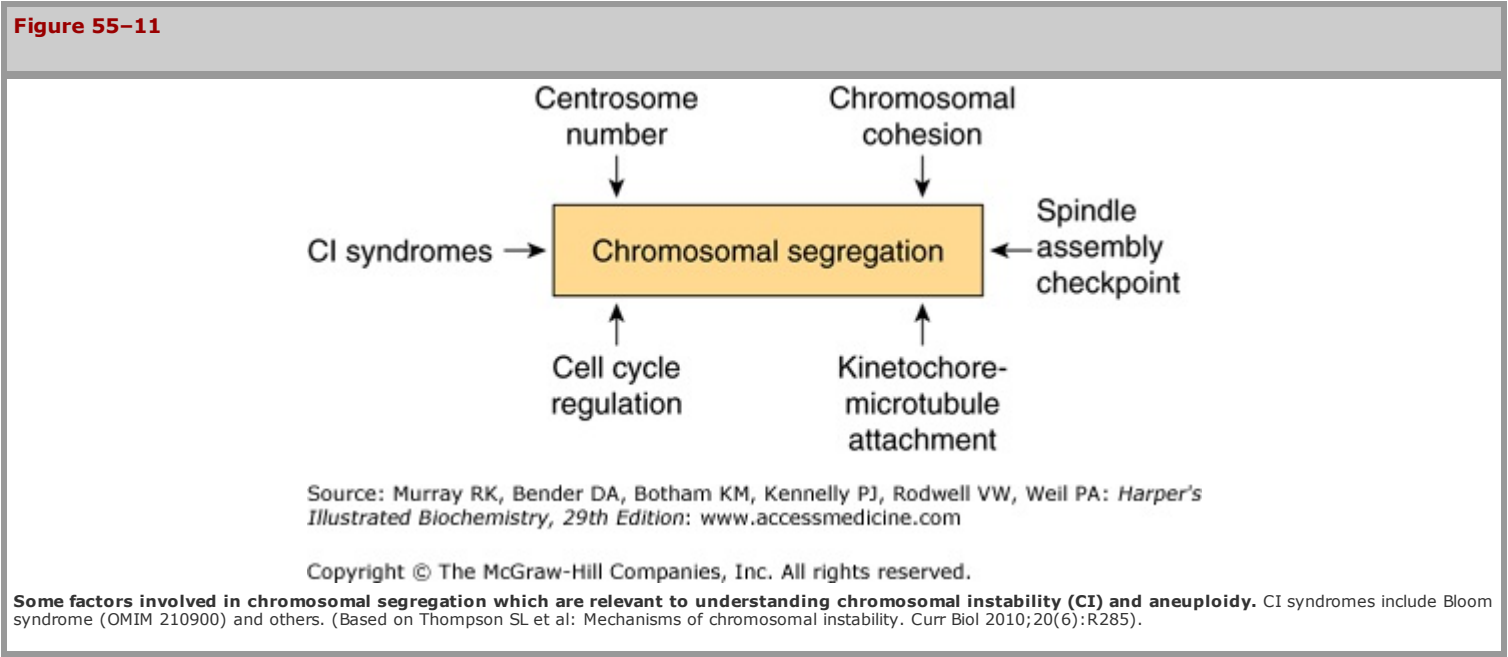 Figure 55–11
Centrosome
number
Chromosomal
cohesion
CI syndromes
Chromosomal segregation
Spindle
assembly
checkpoint
Cell cycle
regulation
Kinetochore-
microtubule
attachment
Source: Murray RK, Bender DA, Botham KM, Kennelly PJ, Rodwell VW, Weil PA: Harper's
Illustrated Biochemistry, 29th Edition: www.accessmedicine.com
Copyright © The McGraw-Hill Companies, Inc. All rights reserved.
Some factors involved in chromosomal segregation which are relevant to understanding chromosomal instability (CI) and aneuploidy. CI syndromes include Bloom
syndrome (OMIM 210900) and others. (Based on Thompson SL et al: Mechanisms of chromosomal instability. Curr Biol 2010;20(6):R285).